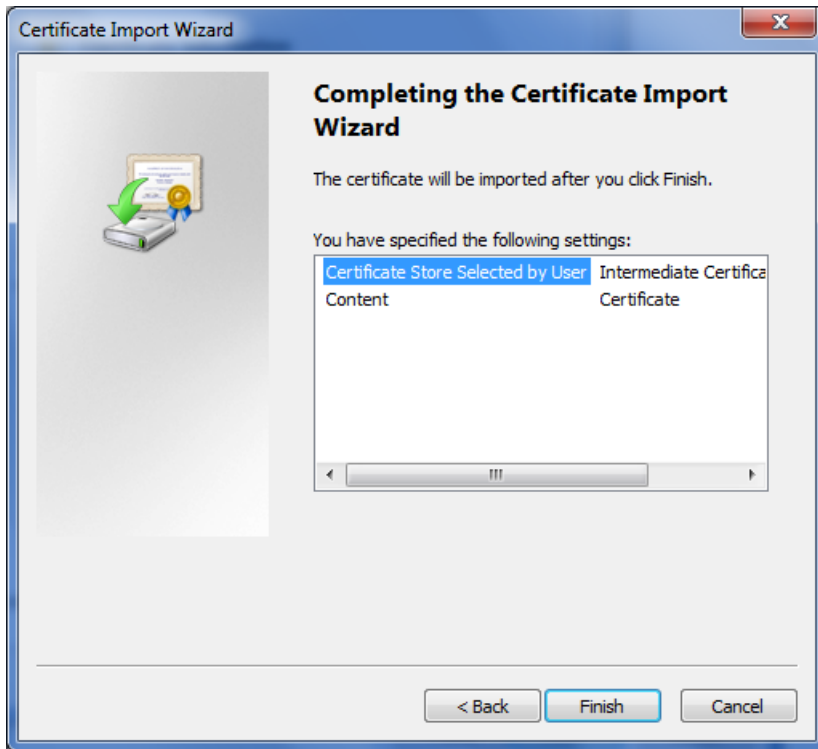 Certificate Import Wizard
Completing the Certificate Import
Wizard
The certificate will be imported after you click Finish.
You have specified the following settings:
Certificate Store Selected by User Intermediate Certifica
Content Certificate
< Back Finish Cancel